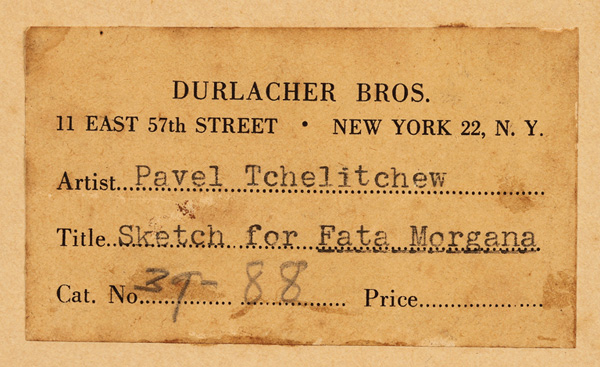 DURLACHER BROS.
11 EAST 57th STREET • NEW YORK 22, N. Y.
Artist...Pavel Tchelitchew
Title...Sketch for Fata Morgana
Cat. No. 39- 88 Price....................